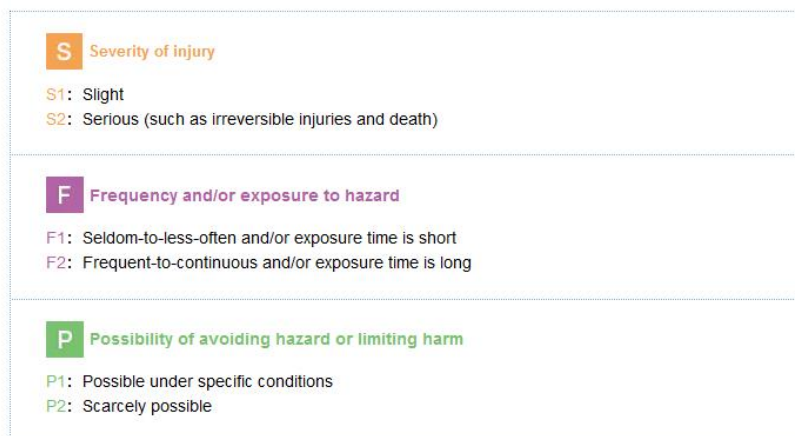 S Severity of injury
S1: Slight
S2: Serious (such as irreversible injuries and death)
F Frequency and/or exposure to hazard
F1: Seldom-to-less-often and/or exposure time is short
F2: Frequent-to-continuous and/or exposure time is long
P Possibility of avoiding hazard or limiting harm
P1: Possible under specific conditions
P2: Scarcely possible